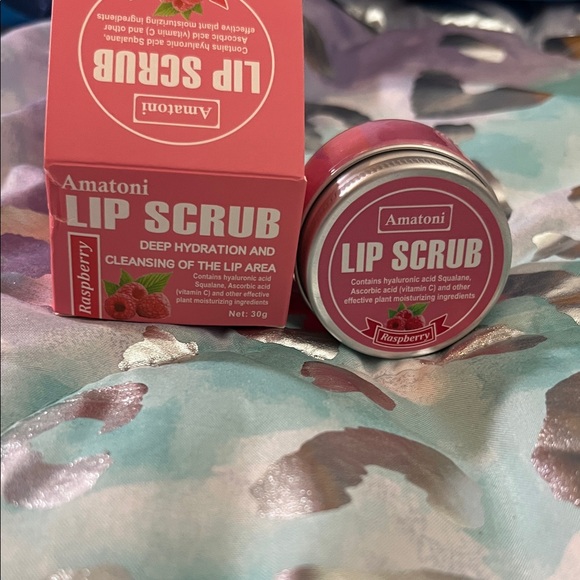 effective plant moisturizing ingredients
Ascorbic acid (vitamin C) and other
Contains hyaluronic acid Squalane,
LIP SCRUB
Amatoni
Amatoni
LIP SCRUB
DEEP HYDRATION AND
CLEANSING OF THE LIP AREA
Raspberry
Contains hyaluronic acid
Squalane, Ascorbic acid
(vitamin C) and other effective
plant moisturizing ingredients
Net: 30g
Amatoni
LIP SCRUB
Contains hyaluronic acid Squalane,
Ascorbic acid (vitamin C) and other
effective plant moisturizing ingredients
Raspberry